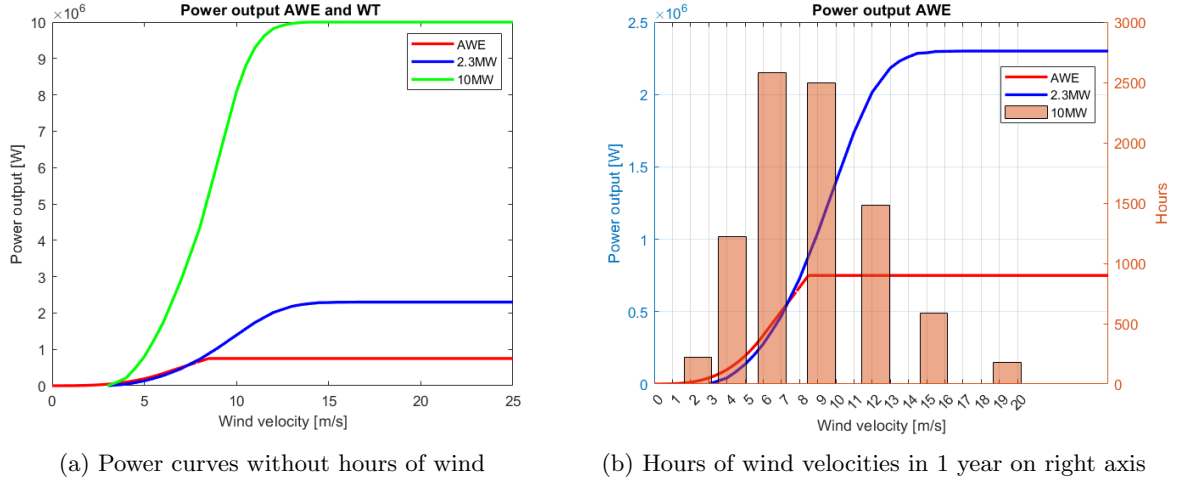 Power output AWE and WT
×10^6
10
9
8
7
6
5
4
3
2
1
0
Power output [W]
0 5 10 15 20 25
Wind velocity [m/s]
AWE
2.3MW
10MW
(a) Power curves without hours of wind
Power output AWE
×10^6
2.5
2
1.5
1
0.5
0
Power output [W]
0 1 2 3 4 5 6 7 8 9 10 11 12 13 14 15 16 17 18 19 20
Wind velocity [m/s]
3000
2500
2000
1500
1000
500
0
Hours
AWE
2.3MW
10MW
(b) Hours of wind velocities in 1 year on right axis